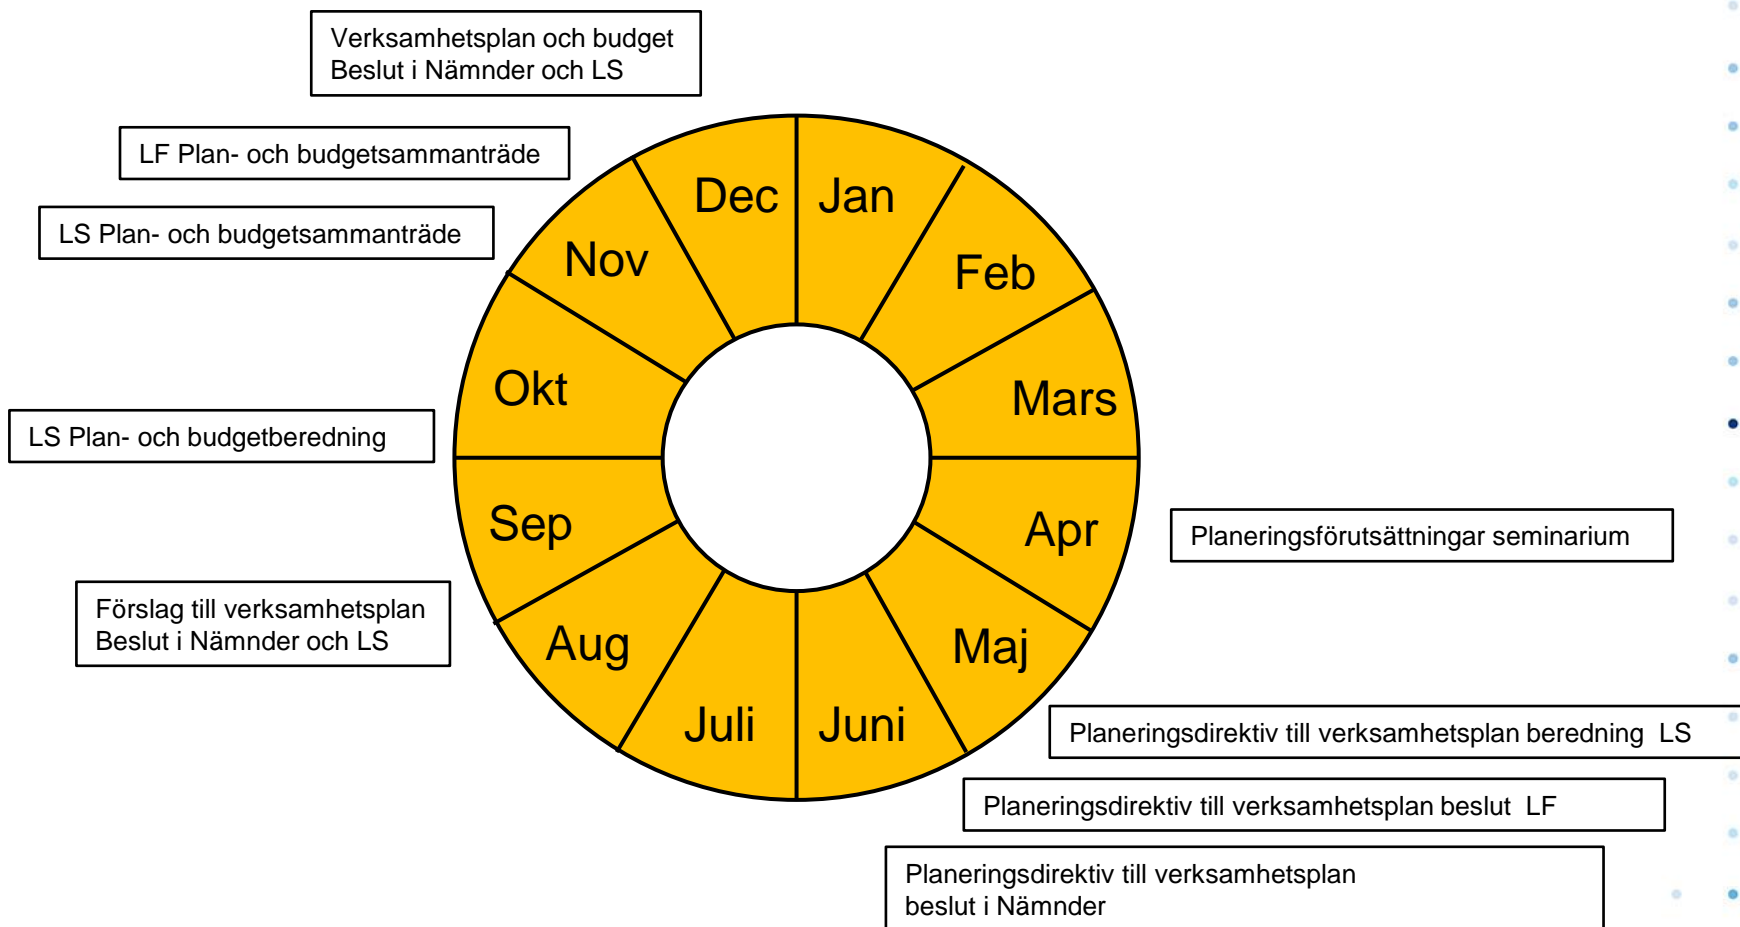 Verksamhetsplan och budget
Beslut i Nämnder och LS
LF Plan- och budgetsammanträde
LS Plan- och budgetsammanträde
LS Plan- och budgetberedning
Förslag till verksamhetsplan
Beslut i Nämnder och LS
Dec
Jan
Nov
Feb
Okt
Mars
Sep
Apr
Aug
Maj
Juli
Juni
Planeringsförutsättningar seminarium
Planeringsdirektiv till verksamhetsplan beredning LS
Planeringsdirektiv till verksamhetsplan beslut LF
Planeringsdirektiv till verksamhetsplan
beslut i Nämnder